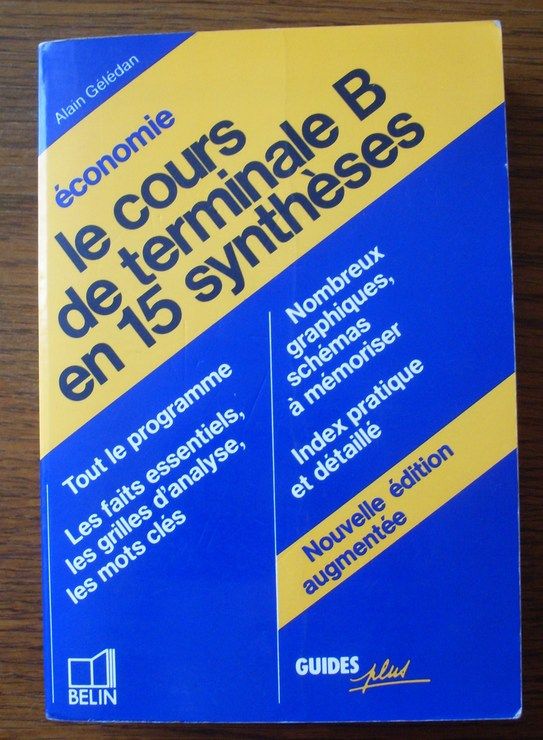 Alain Gélédan
économie
le cours
de terminale B
en 15 synthèses
Tout le programme
Les faits essentiels,
les grilles d'analyse,
les mots clés
Nombreux
graphiques,
schémas
à mémoriser
Index pratique
et détaillé
Nouvelle édition
augmentée
BELIN
GUIDES plus